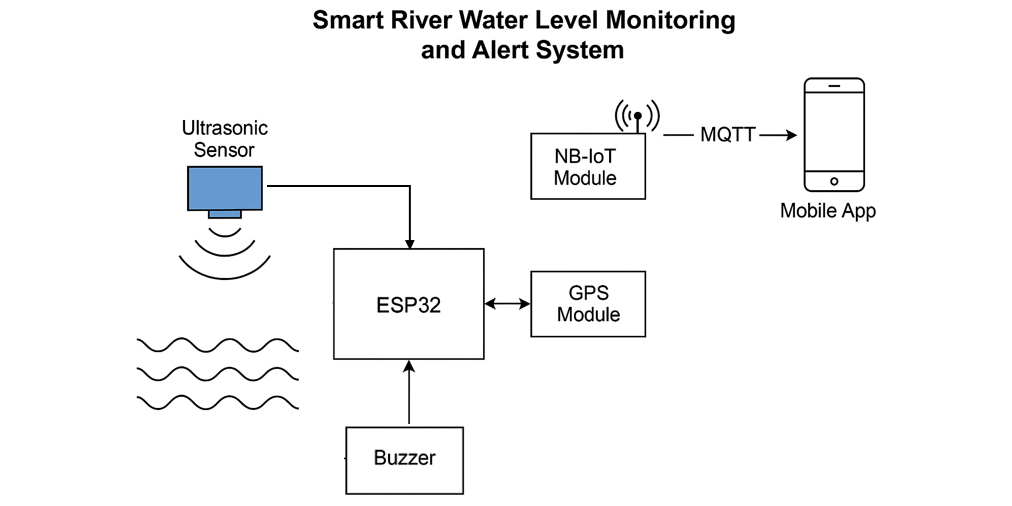 Smart River Water Level Monitoring
and Alert System
Ultrasonic
Sensor
NB-IoT
Module
MQTT
Mobile App
ESP32
GPS
Module
Buzzer